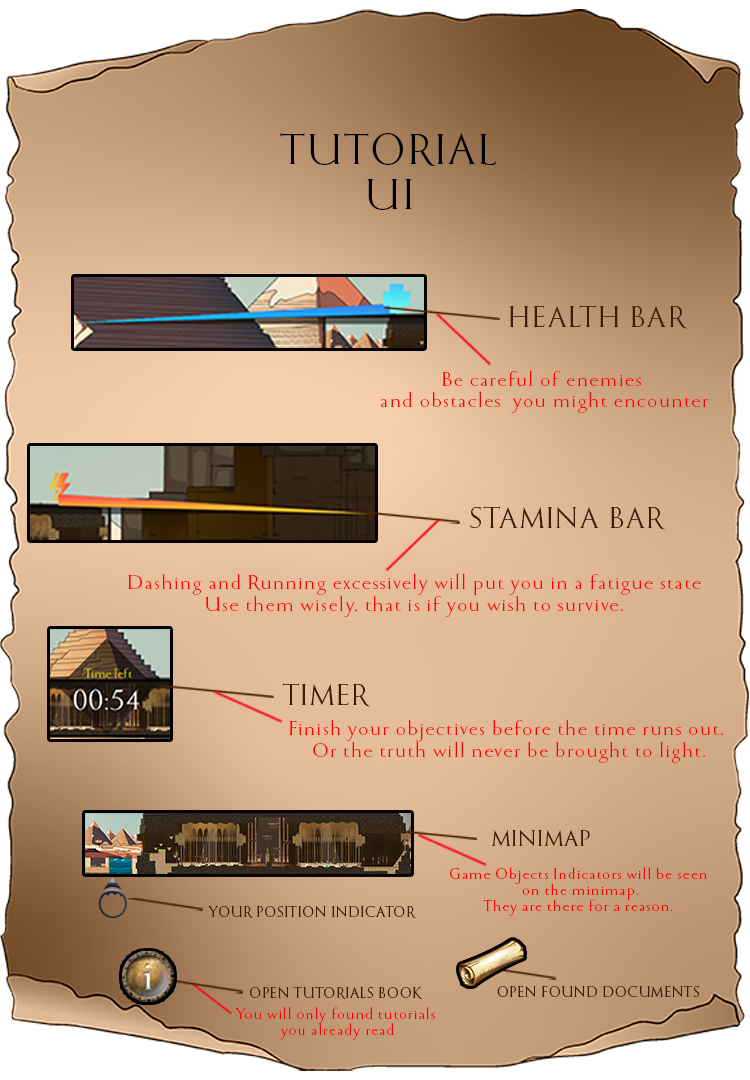 TUTORIAL
UI
HEALTH BAR
Be careful of enemies
and obstacles you might encounter
STAMINA BAR
Dashing and Running excessively will put you in a fatigue state
Use them wisely, that is if you wish to survive.
Time left
00:54
TIMER
Finish your objectives before the time runs out.
Or the truth will never be brought to light.
MINIMAP
Game Objects Indicators will be seen
on the minimap.
They are there for a reason.
YOUR POSITION INDICATOR
i
OPEN TUTORIALS BOOK
You will only found tutorials
you already read
OPEN FOUND DOCUMENTS